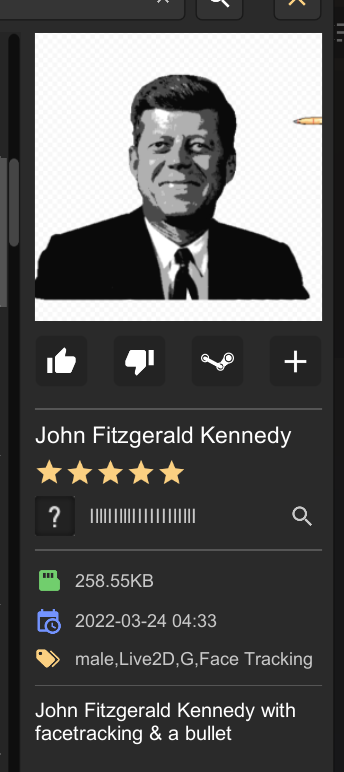 John Fitzgerald Kennedy
?
||||||||||||||||||||
258.55KB
2022-03-24 04:33
male,Live2D,G,Face Tracking
John Fitzgerald Kennedy with
facetracking & a bullet